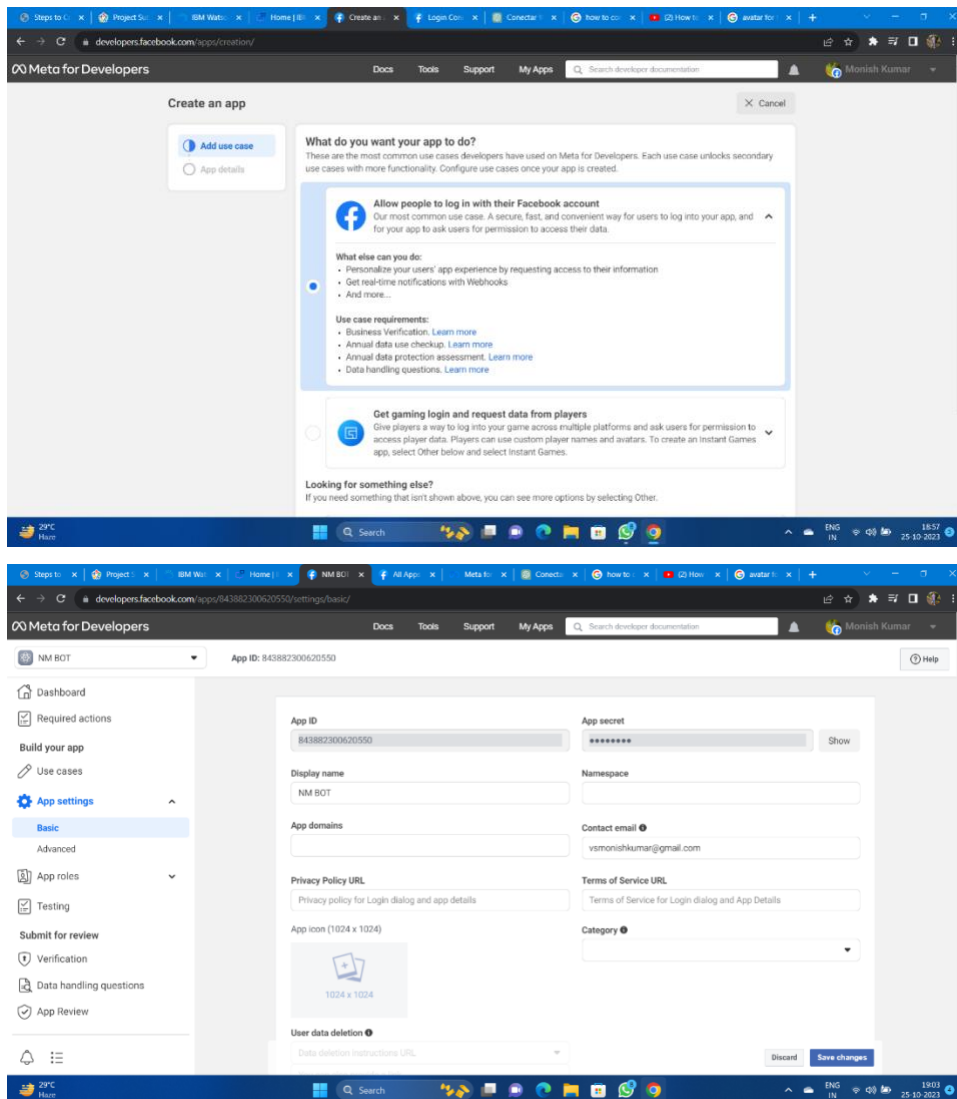 Steps to Co
Project Su
IBM Wats
Home | IB
Create an
Login Con
Conectar
how to co
(2) How to
avatar for
developers.facebook.com/apps/creation/
Meta for Developers
Docs
Tools
Support
My Apps
Search developer documentation
Monish Kumar
Create an app
Cancel
Add use case
App details
What do you want your app to do?
These are the most common use cases developers have used on Meta for Developers. Each use case unlocks secondary
use cases with more functionality. Configure use cases once your app is created.
Allow people to log in with their Facebook account
Our most common use case. A secure, fast, and convenient way for users to log into your app, and
for your app to ask users for permission to access their data.
What else can you do:
• Personalize your users' app experience by requesting access to their information
• Get real-time notifications with Webhooks
• And more...
Use case requirements:
• Business Verification. Learn more
• Annual data use checkup. Learn more
• Annual data protection assessment. Learn more
• Data handling questions. Learn more
Get gaming login and request data from players
Give players a way to log into your game across multiple platforms and ask users for permission to
access player data. Players can use custom player names and avatars. To create an Instant Games
app, select Other below and select Instant Games.
Looking for something else?
If you need something that isn't shown above, you can see more options by selecting Other.
29°C
Haze
Search
ENG
IN
18:57
25-10-2023
Steps to
Project S
IBM Wat
Home |
NM BOT
All App
Meta for
Conecta
how to
(2) How
avatar fo
developers.facebook.com/apps/843882300620550/settings/basic/
Meta for Developers
Docs
Tools
Support
My Apps
Search developer documentation
Monish Kumar
NM BOT
App ID: 843882300620550
Help
Dashboard
Required actions
Build your app
Use cases
App settings
Basic
Advanced
App roles
Testing
Submit for review
Verification
Data handling questions
App Review
App ID
843882300620550
App secret
••••••••
Show
Display name
NM BOT
Namespace
App domains
Contact email
vsmonishkumar@gmail.com
Privacy Policy URL
Privacy policy for Login dialog and app details
Terms of Service URL
Terms of Service for Login dialog and App Details
App icon (1024 x 1024)
1024 x 1024
Category
User data deletion
Data deletion instructions URL
Discard
Save changes
29°C
Haze
Search
ENG
IN
19:03
25-10-2023